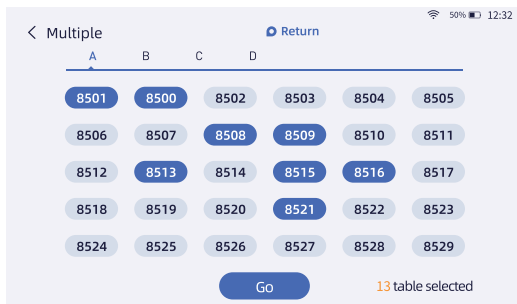 50% 12:32
Multiple Return
A B C D
8501 8500 8502 8503 8504 8505
8506 8507 8508 8509 8510 8511
8512 8513 8514 8515 8516 8517
8518 8519 8520 8521 8522 8523
8524 8525 8526 8527 8528 8529
Go 13 table selected